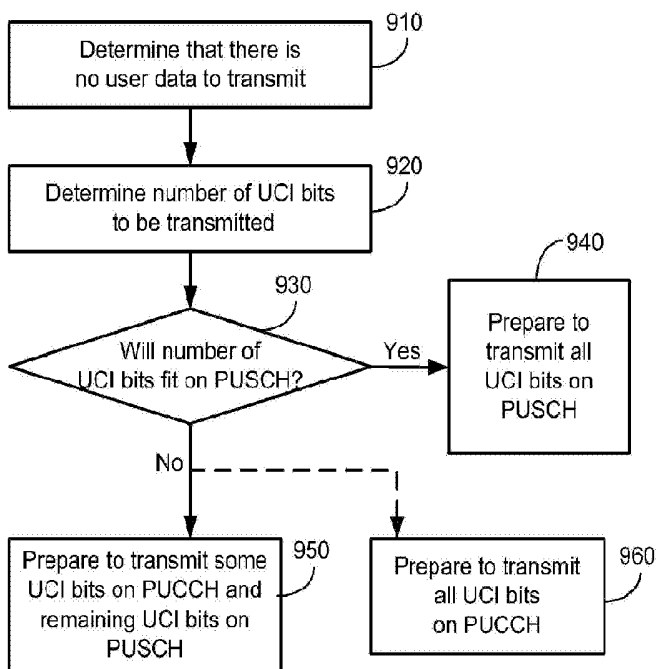 910
Determine that there is
no user data to transmit
920
Determine number of UCI bits
to be transmitted
930
Will number of
UCI bits fit on PUSCH?
Yes
940
Prepare to
transmit all
UCI bits on
PUSCH
No
950
Prepare to transmit some
UCI bits on PUCCH and
remaining UCI bits on
PUSCH
960
Prepare to transmit
all UCI bits
on PUCCH